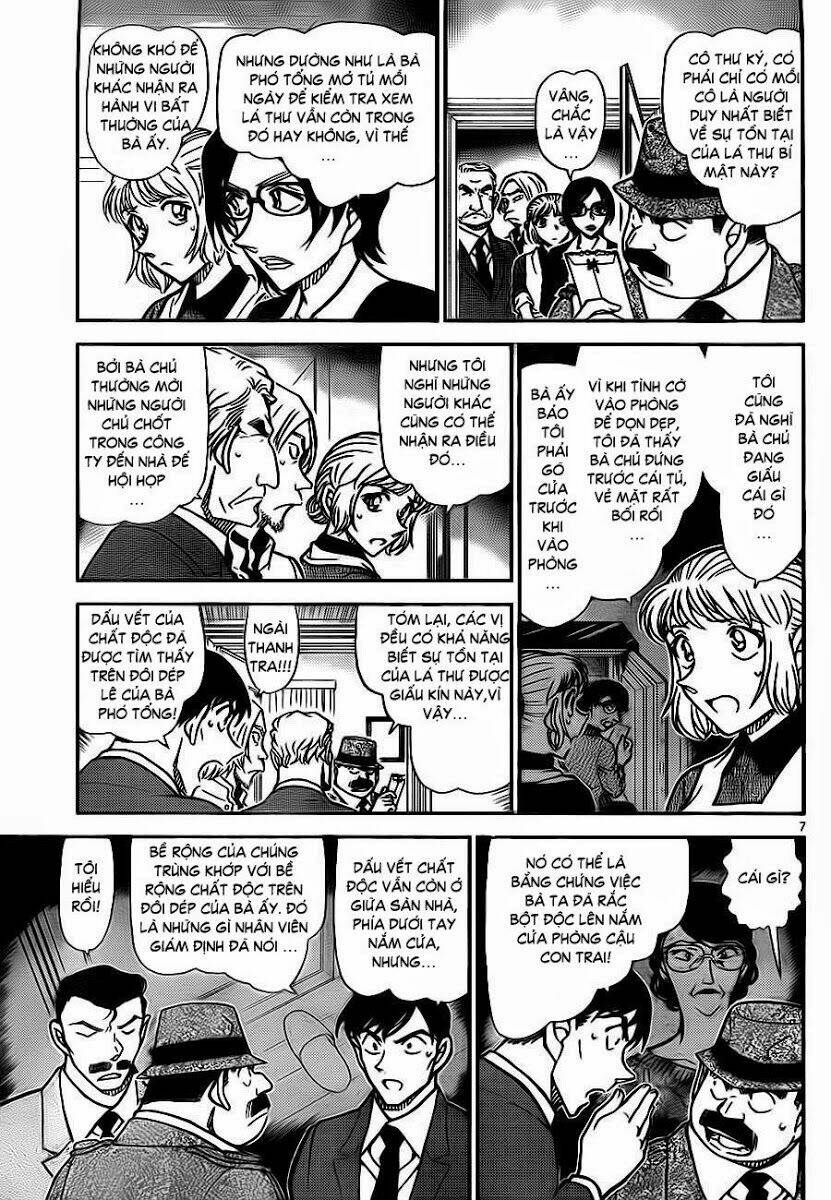 CÔ THƯ KÝ, CÓ
PHẢI CHỈ CÓ MỖI
CÔ LÀ NGƯỜI
DUY NHẤT BIẾT
VỀ SỰ TỒN TẠI
CỦA LÁ THƯ BÍ
MẬT NÀY?
VÂNG,
CHẮC
LÀ VẬY
...
NHƯNG DƯỜNG NHƯ LÀ BÀ
PHÓ TỔNG MỞ TỦ MỖI
NGÀY ĐỂ KIỂM TRA XEM
LÁ THƯ VẪN CÒN TRONG
ĐÓ HAY KHÔNG, VÌ THẾ
...
KHÔNG KHÓ ĐỂ
NHỮNG NGƯỜI
KHÁC NHẬN RA
HÀNH VI BẤT
THƯỜNG CỦA
BÀ ẤY.
TÔI
CŨNG
ĐÃ NGHĨ
BÀ CHỦ
ĐANG
GIẤU
CÁI GÌ
ĐÓ
...
VÌ KHI TÌNH CỜ
VÀO PHÒNG
ĐỂ DỌN DẸP,
TÔI ĐÃ THẤY
BÀ CHỦ ĐỨNG
TRƯỚC CÁI TỦ,
VẺ MẶT RẤT
BỐI RỐI
...
BÀ ẤY
BẢO
TÔI PHẢI
GÕ
CỬA
TRƯỚC
KHI
VÀO
PHÒNG
...
NHƯNG TÔI
NGHĨ NHỮNG
NGƯỜI KHÁC
CŨNG CÓ THỂ
NHẬN RA ĐIỀU
ĐÓ...
BỞI BÀ CHỦ
THƯỜNG MỜI
NHỮNG NGƯỜI
CHỦ CHỐT
TRONG CÔNG
TY ĐẾN NHÀ ĐỂ
HỘI HỌP ...
TÓM LẠI, CÁC VỊ
ĐỀU CÓ KHẢ NĂNG
BIẾT SỰ TỒN TẠI
CỦA LÁ THƯ ĐƯỢC
GIẤU KÍN NÀY,VÌ
VẬY...
NGÀI
THANH
TRA!!!
DẤU VẾT CỦA
CHẤT ĐỘC ĐÃ
ĐƯỢC TÌM THẤY
TRÊN ĐÔI DÉP
LÊ CỦA BÀ
PHÓ TỔNG!
7
CÁI GÌ?
NÓ CÓ THỂ LÀ
BẰNG CHỨNG VIỆC
BÀ TA ĐÃ RẮC
BỘT ĐỘC LÊN NẮM
CỬA PHÒNG CẬU
CON TRAI!
DẤU VẾT CHẤT
ĐỘC VẪN CÒN Ở
GIỮA SÀN NHÀ,
PHÍA DƯỚI TAY
NẮM CỬA,
NHƯNG...
BỀ RỘNG CỦA CHÚNG
TRÙNG KHỚP VỚI BỀ
RỘNG CHẤT ĐỘC TRÊN
ĐÔI DÉP CỦA BÀ ẤY. ĐÓ
LÀ NHỮNG GÌ NHÂN VIÊN
GIÁM ĐỊNH ĐÃ NÓI ...
TÔI
HIỂU
RỒI!